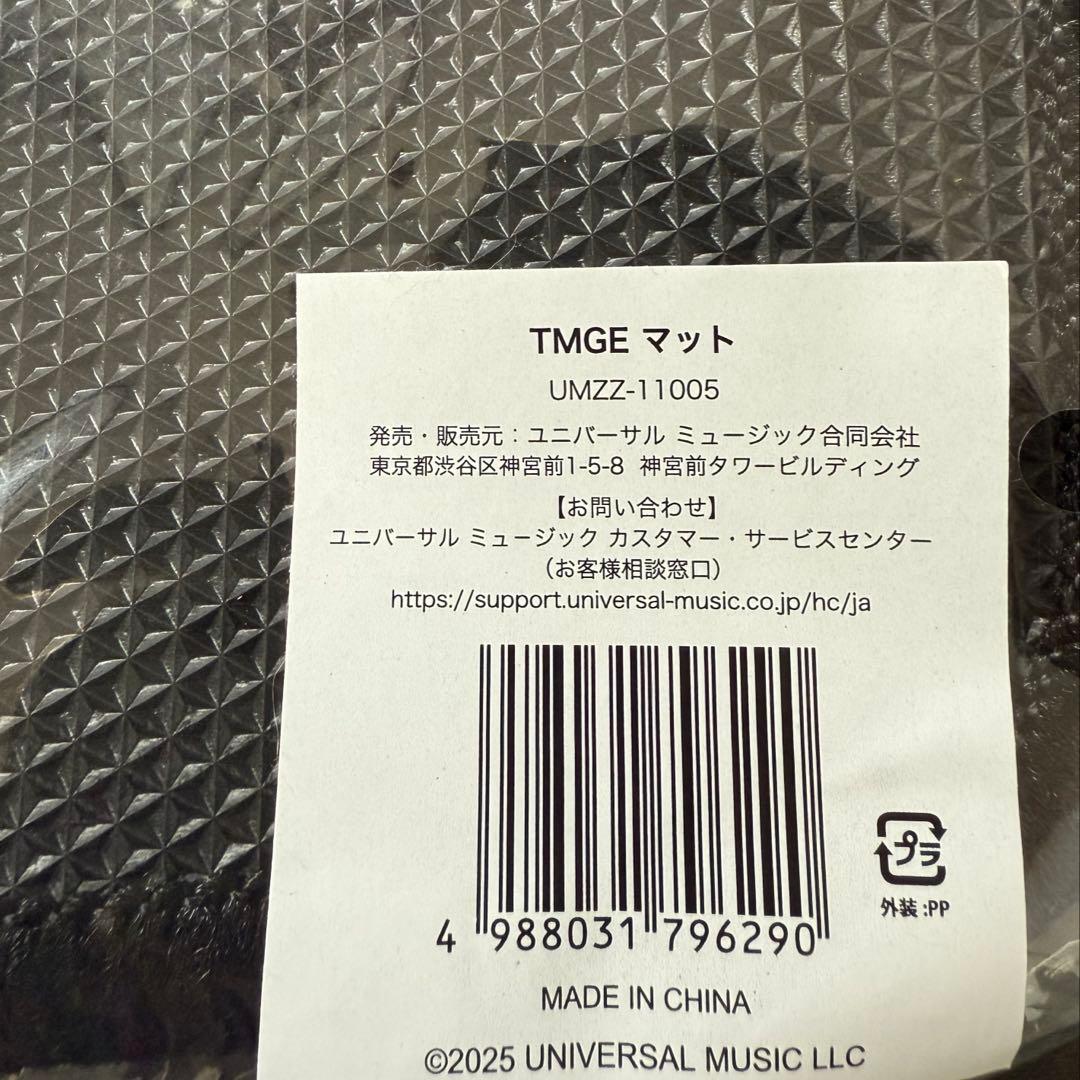 TMGE マット
UMZZ-11005
発売・販売元：ユニバーサル ミュージック合同会社
東京都渋谷区神宮前1-5-8 神宮前タワービルディング
【お問い合わせ】
ユニバーサル ミュージック カスタマー・サービスセンター
（お客様相談窓口）
https://support.universal-music.co.jp/hc/ja
4 988031 796290
プラ
外装:PP
MADE IN CHINA
©2025 UNIVERSAL MUSIC LLC